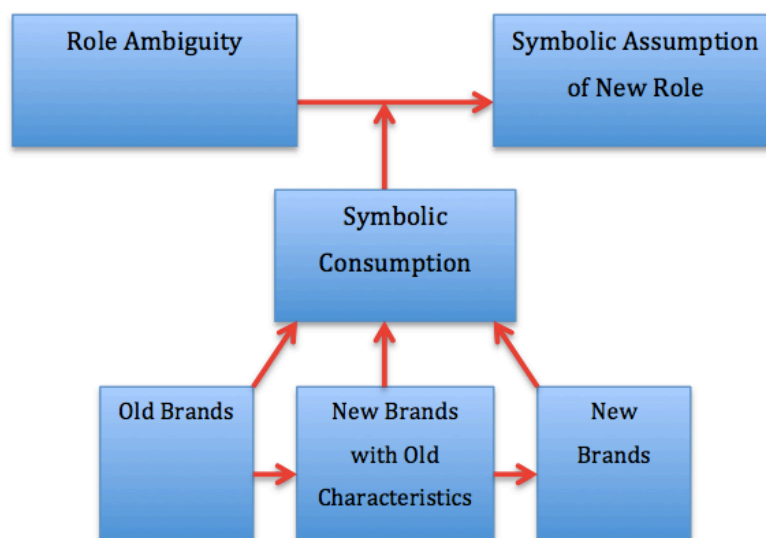 Role Ambiguity
Symbolic Assumption
of New Role
Symbolic
Consumption
Old Brands
New Brands
with Old
Characteristics
New
Brands